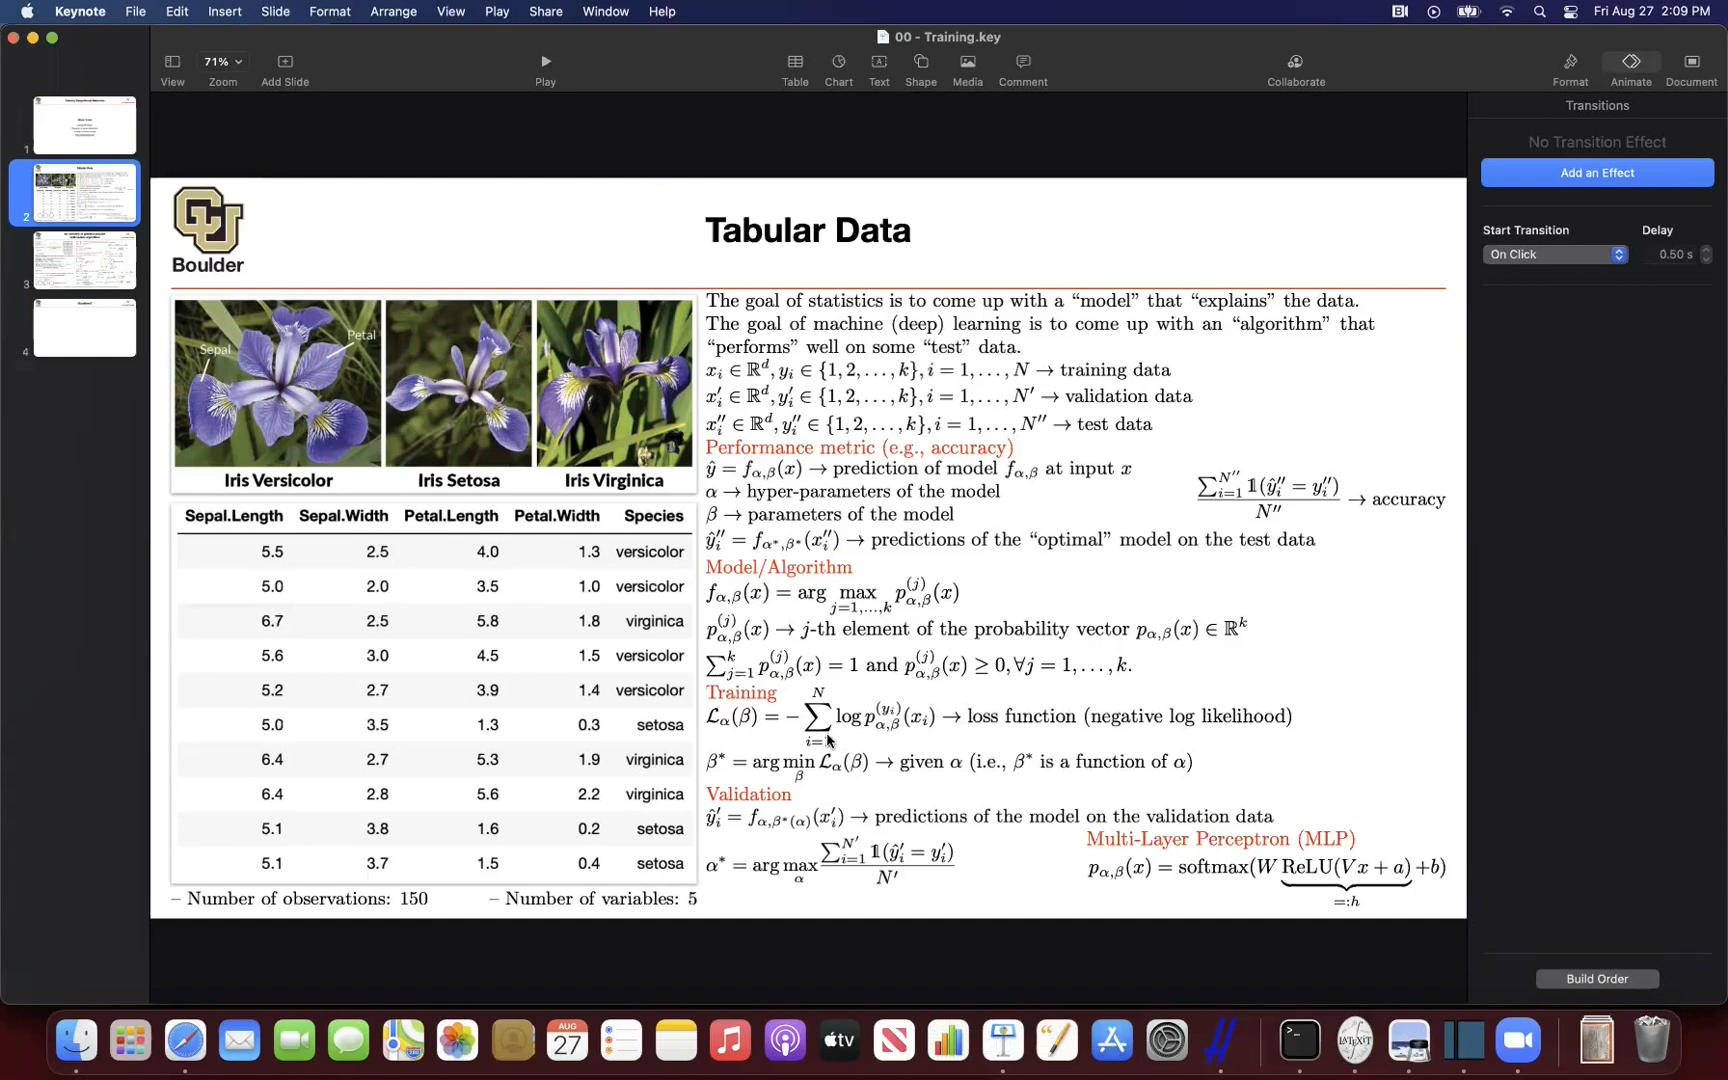 Keynote File Edit Insert Slide Format Arrange View Play Share Window Help Fri Aug 27 2:09 PM
00 - Training.key
71%
View Zoom Add Slide Play Table Chart Text Shape Media Comment Collaborate Format Animate Document
1
2
3
4
Boulder
Tabular Data
Sepal
Petal
Iris Versicolor Iris Setosa Iris Virginica
Sepal.Length Sepal.Width Petal.Length Petal.Width Species
5.5 2.5 4.0 1.3 versicolor
5.0 2.0 3.5 1.0 versicolor
6.7 2.5 5.8 1.8 virginica
5.6 3.0 4.5 1.5 versicolor
5.2 2.7 3.9 1.4 versicolor
5.0 3.5 1.3 0.3 setosa
6.4 2.7 5.3 1.9 virginica
6.4 2.8 5.6 2.2 virginica
5.1 3.8 1.6 0.2 setosa
5.1 3.7 1.5 0.4 setosa
– Number of observations: 150 – Number of variables: 5
The goal of statistics is to come up with a “model” that “explains” the data.
The goal of machine (deep) learning is to come up with an “algorithm” that
“performs” well on some “test” data.
x_i ∈ ℝ^d, y_i ∈ {1, 2, . . . , k}, i = 1, . . . , N → training data
x′_i ∈ ℝ^d, y′_i ∈ {1, 2, . . . , k}, i = 1, . . . , N′ → validation data
x″_i ∈ ℝ^d, y″_i ∈ {1, 2, . . . , k}, i = 1, . . . , N″ → test data
Performance metric (e.g., accuracy)
ŷ = f_{α,β}(x) → prediction of model f_{α,β} at input x
α → hyper-parameters of the model
β → parameters of the model
∑_{i=1}^{N″} 𝟙(ŷ″_i = y″_i) / N″ → accuracy
ŷ″_i = f_{α*,β*}(x″_i) → predictions of the “optimal” model on the test data
Model/Algorithm
f_{α,β}(x) = arg max_{j=1,...,k} p^{(j)}_{α,β}(x)
p^{(j)}_{α,β}(x) → j-th element of the probability vector p_{α,β}(x) ∈ ℝ^k
∑_{j=1}^k p^{(j)}_{α,β}(x) = 1 and p^{(j)}_{α,β}(x) ≥ 0, ∀j = 1, . . . , k.
Training
ℒ_α(β) = − ∑_{i=}^N log p^{(y_i)}_{α,β}(x_i) → loss function (negative log likelihood)
β* = arg min_β ℒ_α(β) → given α (i.e., β* is a function of α)
Validation
ŷ′_i = f_{α,β*(α)}(x′_i) → predictions of the model on the validation data
α* = arg max_α ∑_{i=1}^{N′} 𝟙(ŷ′_i = y′_i) / N′
Multi-Layer Perceptron (MLP)
p_{α,β}(x) = softmax(W ReLU(Vx + a) + b)
=:h
Transitions
No Transition Effect
Add an Effect
Start Transition Delay
On Click 0.50 s
Build Order
AUG
27
tv
LATEXIT